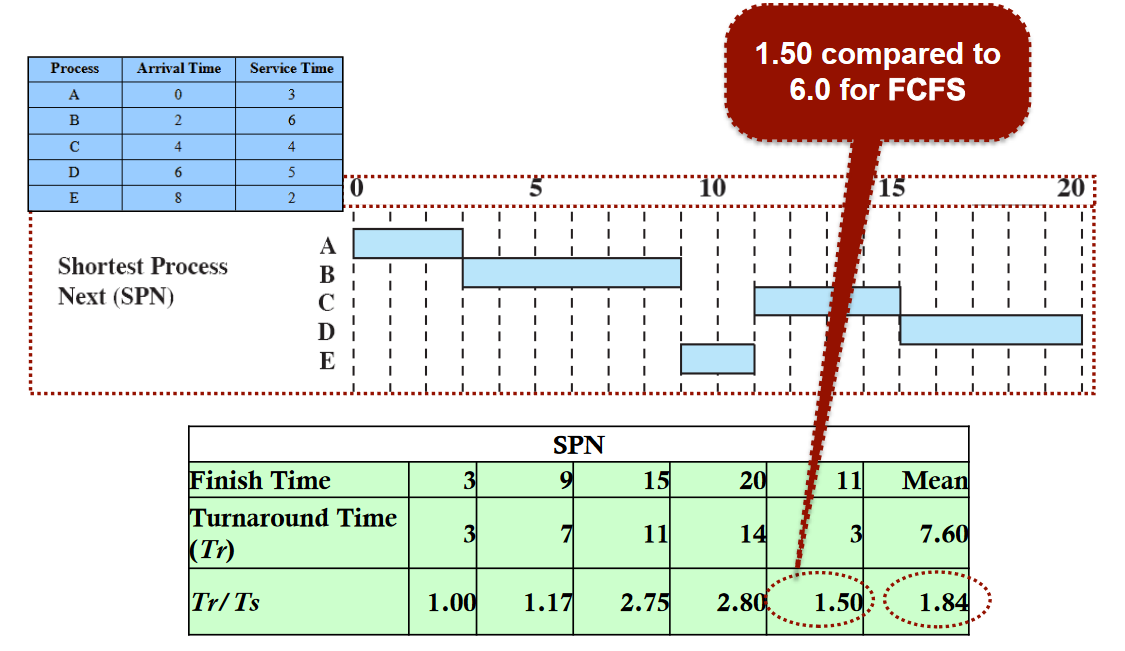 1.50 compared to
6.0 for FCFS
Process Arrival Time Service Time
A 0 3
B 2 6
C 4 4
D 6 5
E 8 2
0 5 10 15 20
Shortest Process
Next (SPN)
A
B
C
D
E
SPN
Finish Time 3 9 15 20 11 Mean
Turnaround Time
(Tr) 3 7 11 14 3 7.60
Tr/Ts 1.00 1.17 2.75 2.80 1.50 1.84